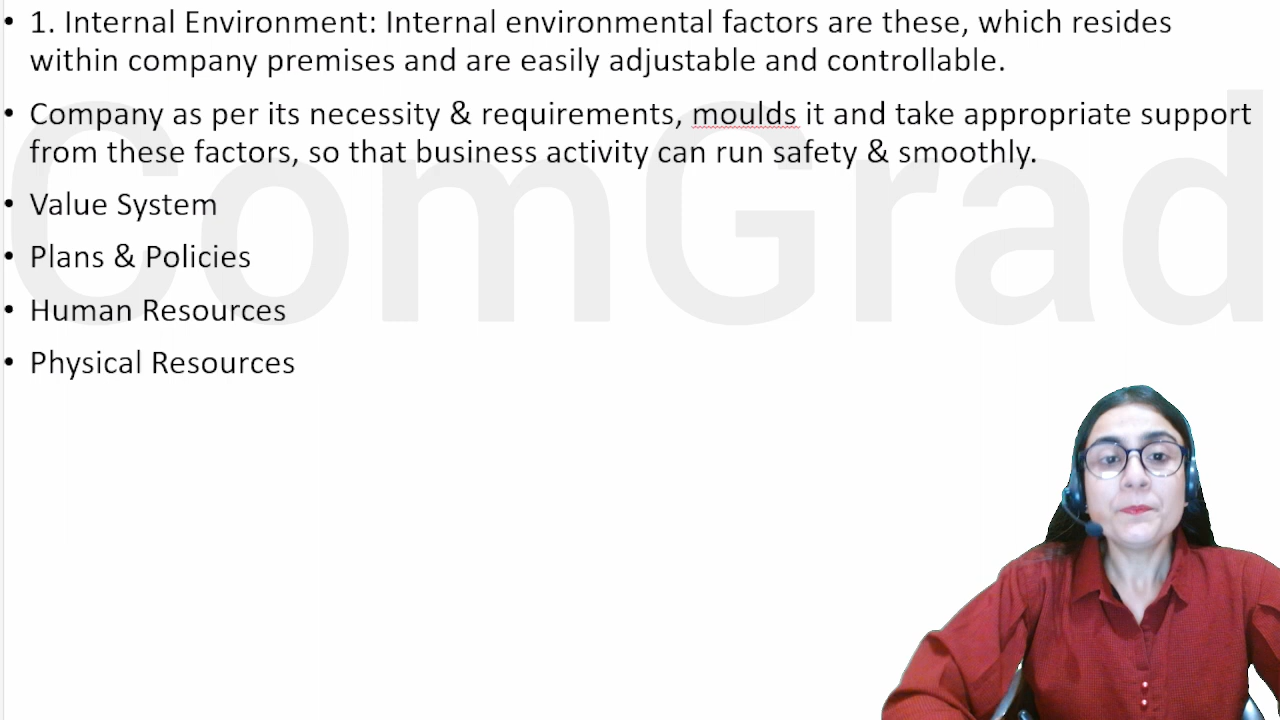 • 1. Internal Environment: Internal environmental factors are these, which resides
within company premises and are easily adjustable and controllable.
• Company as per its necessity & requirements, moulds it and take appropriate support
from these factors, so that business activity can run safety & smoothly.
• Value System
• Plans & Policies
• Human Resources
• Physical Resources
ComGrad